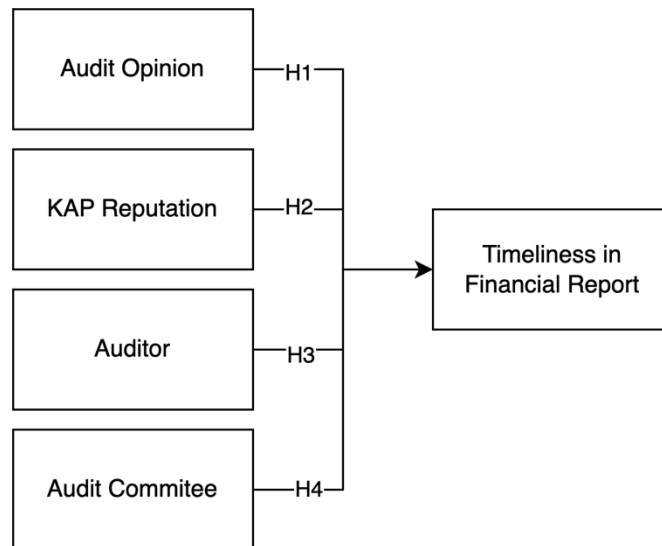 Audit Opinion
H1
KAP Reputation
H2
Timeliness in
Financial Report
Auditor
H3
Audit Commitee
H4